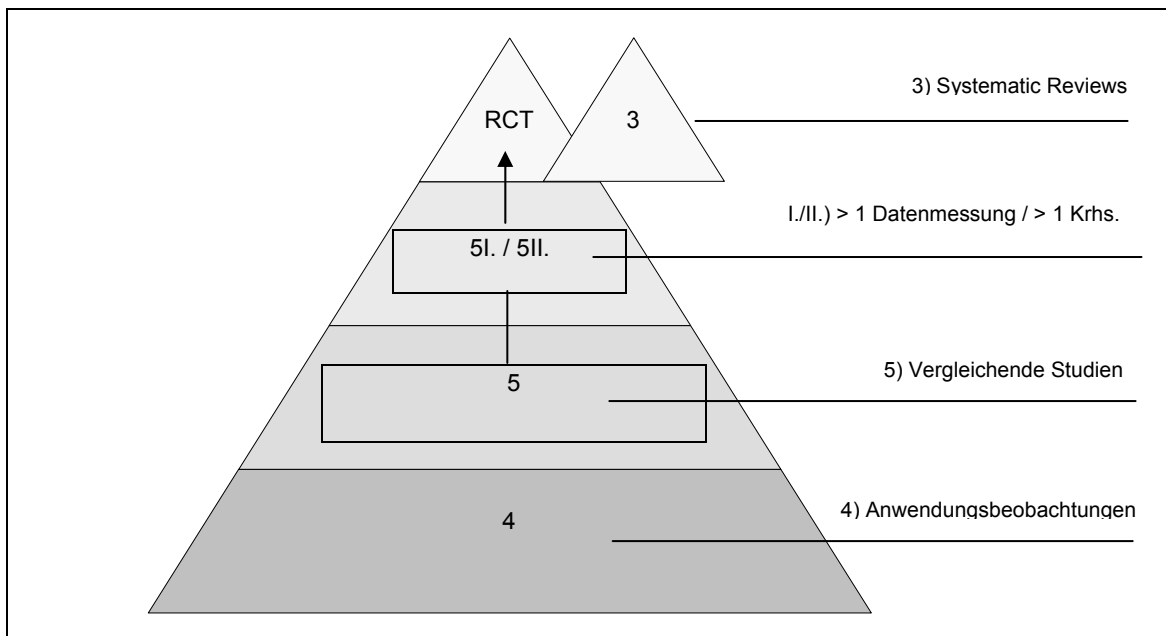 3) Systematic Reviews
RCT
3
I./II.) > 1 Datenmessung / > 1 Krhs.
5I. / 5II.
5) Vergleichende Studien
5
4) Anwendungsbeobachtungen
4